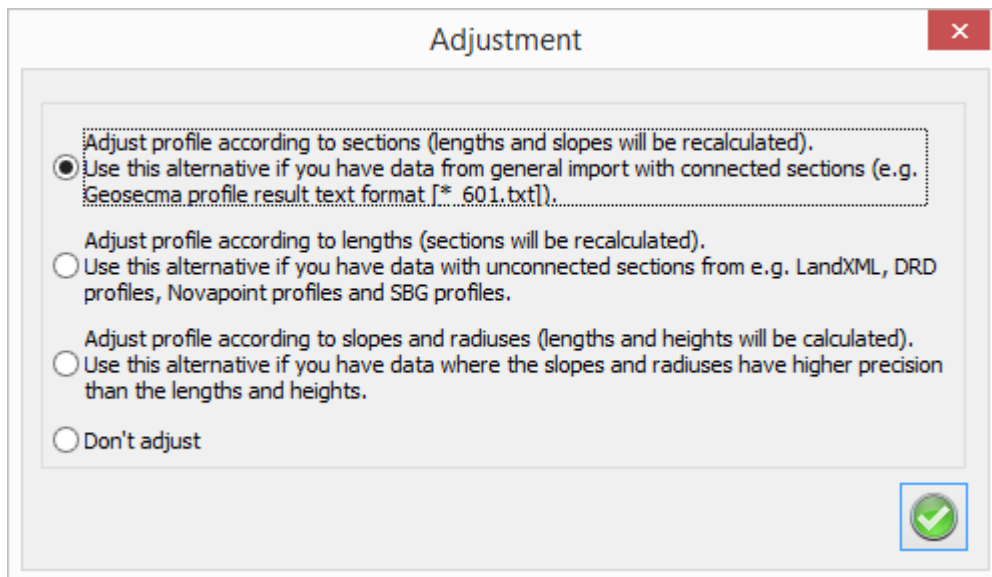 Adjustment
Adjust profile according to sections (lengths and slopes will be recalculated).
Use this alternative if you have data from general import with connected sections (e.g.
Geosecma profile result text format [*_601.txt]).
Adjust profile according to lengths (sections will be recalculated).
Use this alternative if you have data with unconnected sections from e.g. LandXML, DRD
profiles, Novapoint profiles and SBG profiles.
Adjust profile according to slopes and radiuses (lengths and heights will be calculated).
Use this alternative if you have data where the slopes and radiuses have higher precision
than the lengths and heights.
Don't adjust